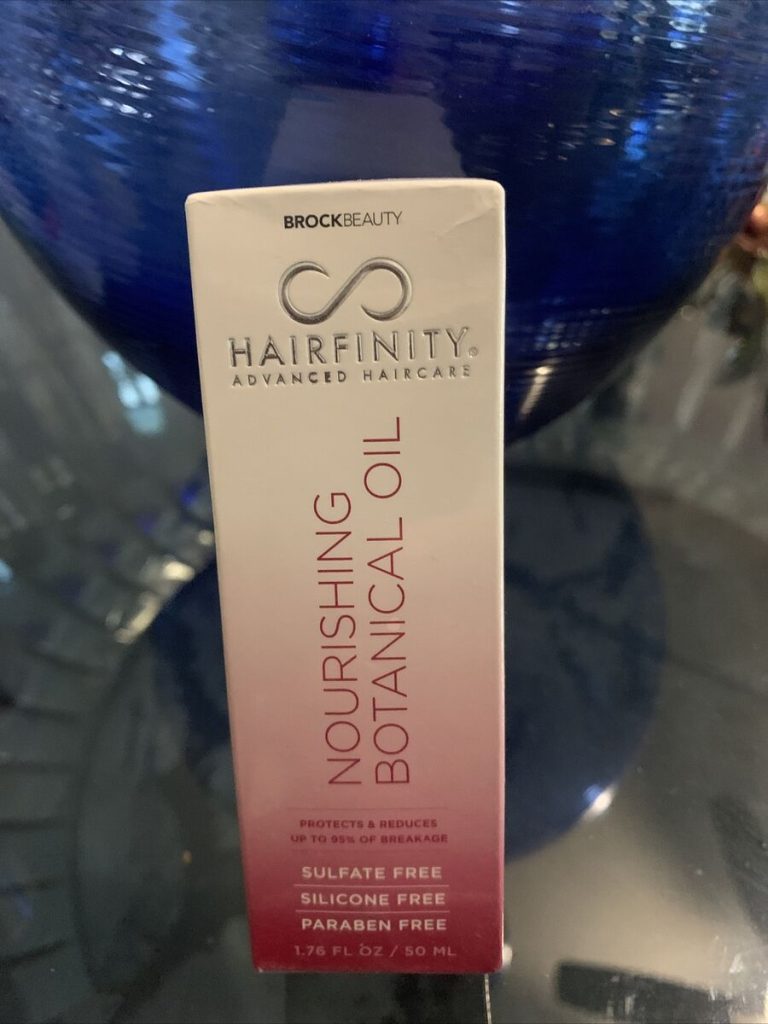 BROCKBEAUTY
HAIRFINITY®
ADVANCED HAIRCARE
NOURISHING
BOTANICAL OIL
PROTECTS & REDUCES
UP TO 95% OF BREAKAGE
SULFATE FREE
SILICONE FREE
PARABEN FREE
1.76 FL OZ / 50 ML